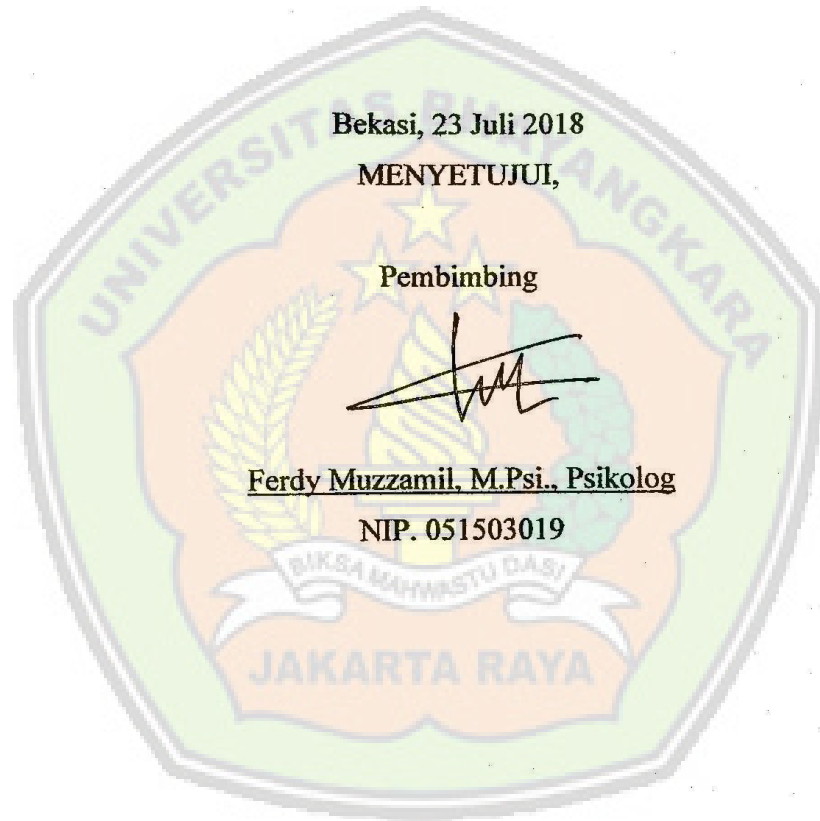 Bekasi, 23 Juli 2018
MENYETUJUI,
Pembimbing
Ferdy Muzzamil, M.Psi., Psikolog
NIP. 051503019
UNIVERSITAS BHAYANGKARA
BIKSA MAHWASTU DASI
JAKARTA RAYA